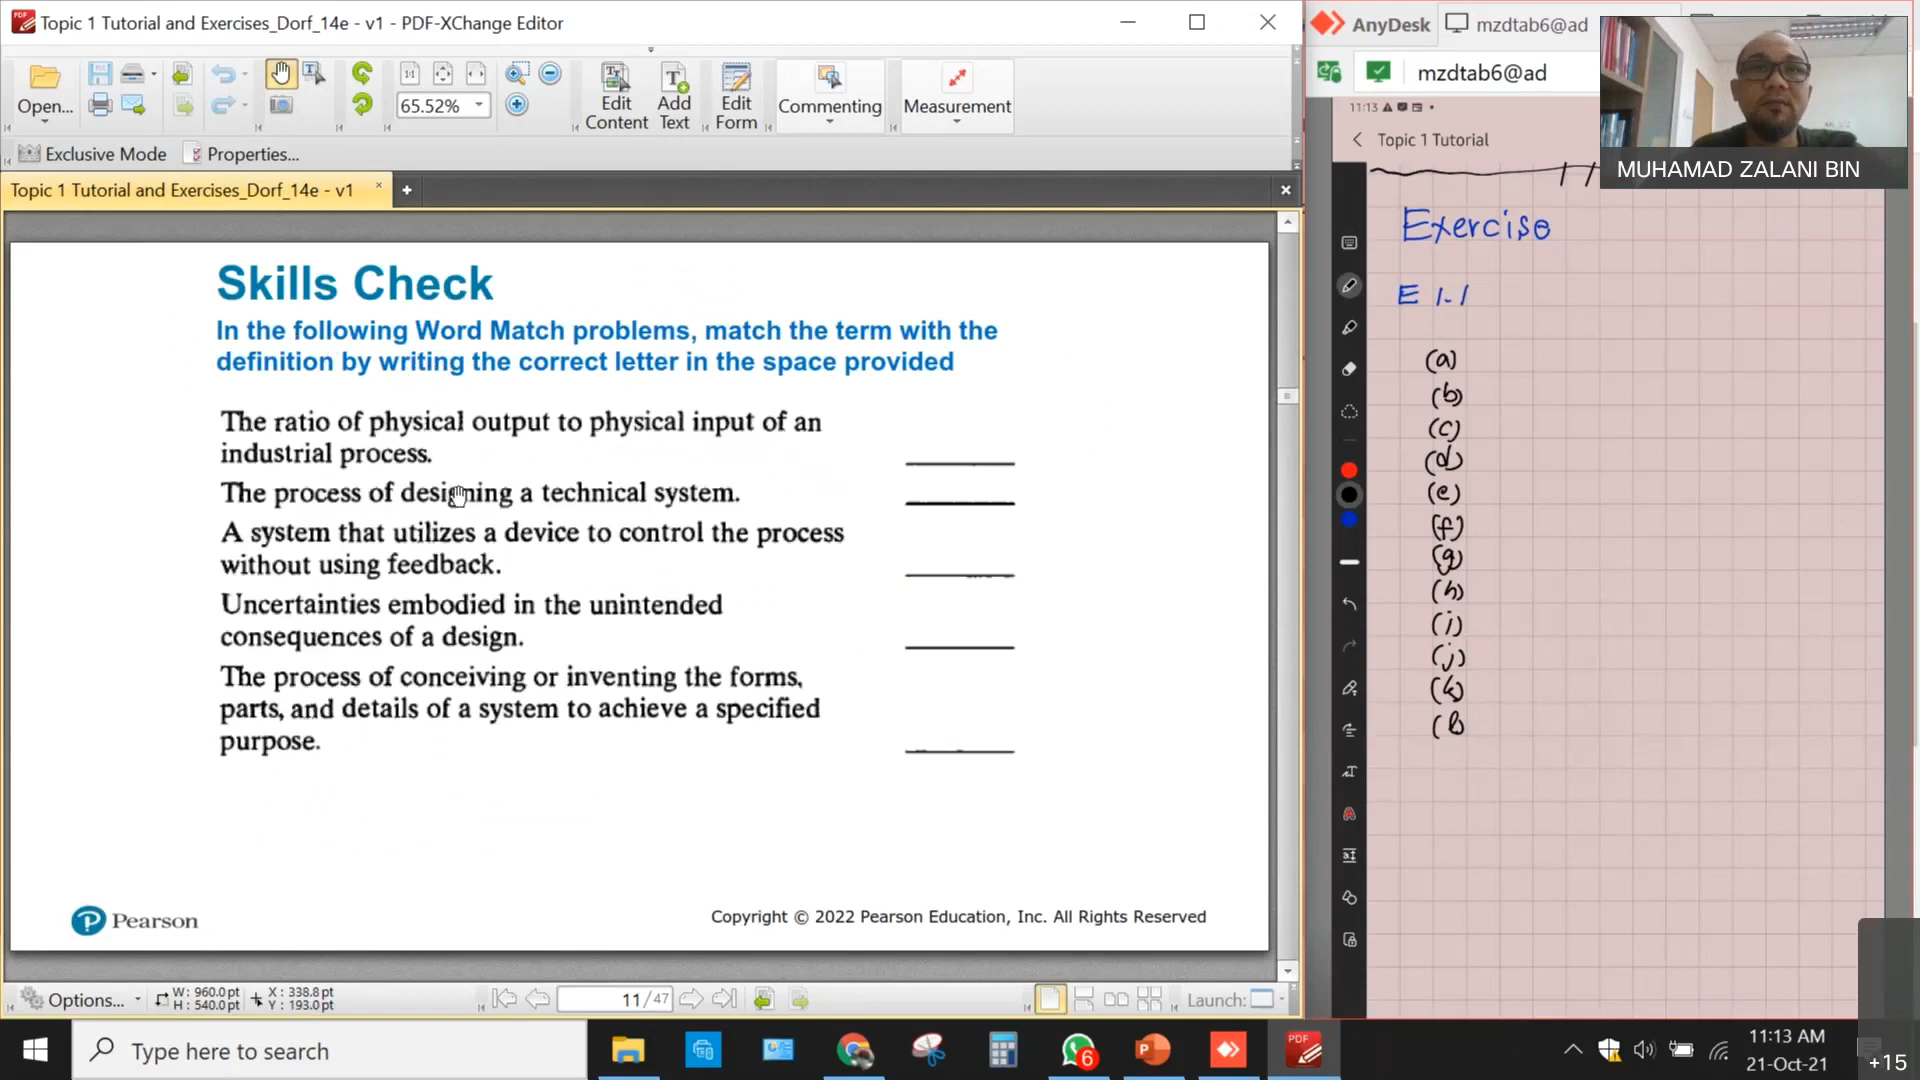 Topic 1 Tutorial and Exercises_Dorf_14e - v1 - PDF-XChange Editor
Open...
65.52%
Edit Content
Add Text
Edit Form
Commenting
Measurement
Exclusive Mode
Properties...
Topic 1 Tutorial and Exercises_Dorf_14e - v1
Skills Check
In the following Word Match problems, match the term with the
definition by writing the correct letter in the space provided
The ratio of physical output to physical input of an
industrial process.
The process of designing a technical system.
A system that utilizes a device to control the process
without using feedback.
Uncertainties embodied in the unintended
consequences of a design.
The process of conceiving or inventing the forms,
parts, and details of a system to achieve a specified
purpose.
Pearson
Copyright © 2022 Pearson Education, Inc. All Rights Reserved
Options...
W: 960.0pt
H: 540.0pt
X: 338.8pt
Y: 193.0pt
11 / 47
Launch:
AnyDesk
mzdtab6@ad
mzdtab6@ad
11:13
Topic 1 Tutorial
MUHAMAD ZALANI BIN
Exercise
E 1.1
(a)
(b)
(c)
(d)
(e)
(f)
(g)
(h)
(i)
(j)
(k)
Type here to search
6
PDF
11:13 AM
21-Oct-21
+15